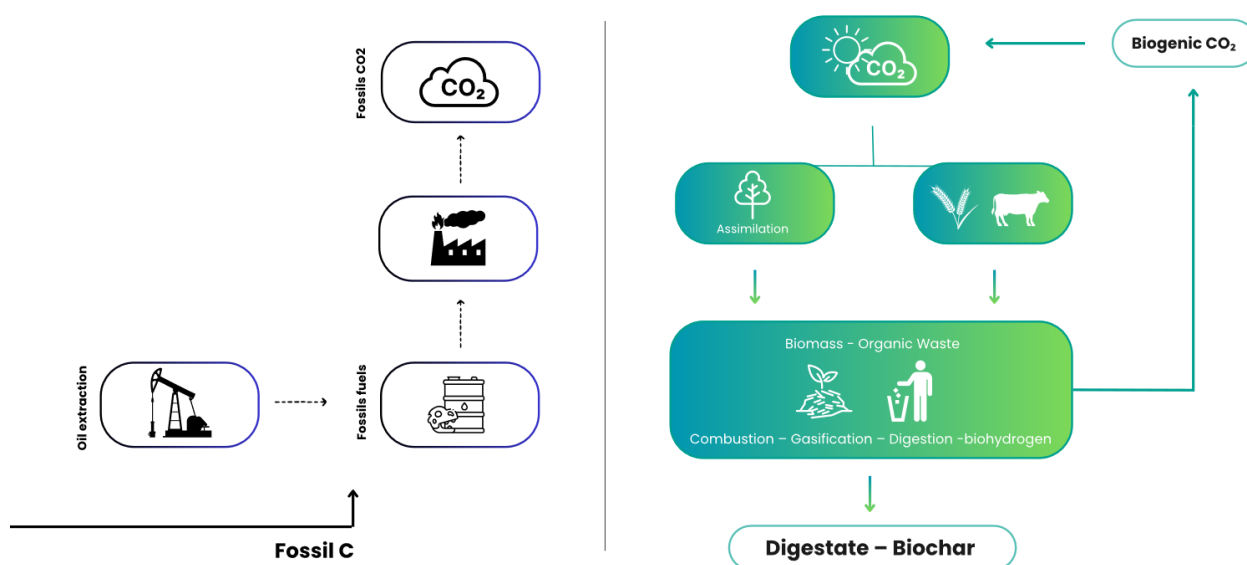 Fossils CO2
CO₂
Oil extraction
Fossils fuels
Fossil C
CO₂
Biogenic CO₂
Assimilation
Biomass - Organic Waste
Combustion – Gasification – Digestion -biohydrogen
Digestate – Biochar